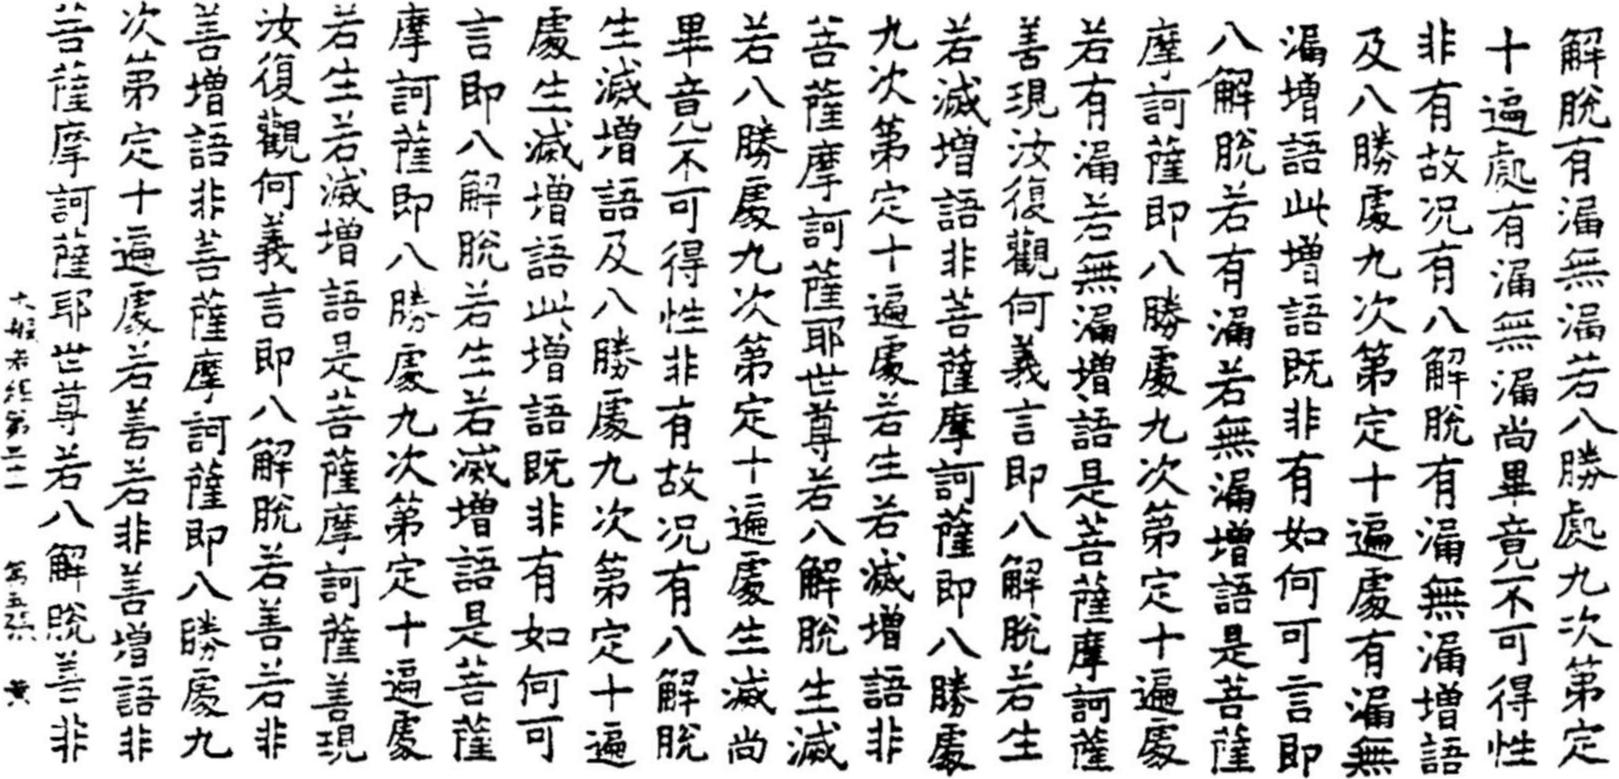 解脫有漏無漏若八勝處九次第定
十遍處有漏無漏尚畢竟不可得性
非有故况有八解脫有漏無漏增語
及八勝處九次第定十遍處有漏無
漏增語此增語既非有如何可言即
八解脫若有漏若無漏增語是菩薩
摩訶薩即八勝處九次第定十遍處
若有漏若無漏增語是菩薩摩訶薩
善現汝復觀何義言即八解脫若生
若滅增語非菩薩摩訶薩即八勝處
九次第定十遍處若生若滅增語非
菩薩摩訶薩耶世尊若八解脫生滅
若八勝處九次第定十遍處生滅尚
畢竟不可得性非有故况有八解脫
生滅增語及八勝處九次第定十遍
處生滅增語此增語既非有如何可
言即八解脫若生若滅增語是菩薩
摩訶薩即八勝處九次第定十遍處
若生若滅增語是菩薩摩訶薩善現
汝復觀何義言即八解脫若善若非
善增語非菩薩摩訶薩即八勝處九
次第定十遍處若善若非善增語非
菩薩摩訶薩耶世尊若八解脫善非
大般若經第二十一 第五張 黃